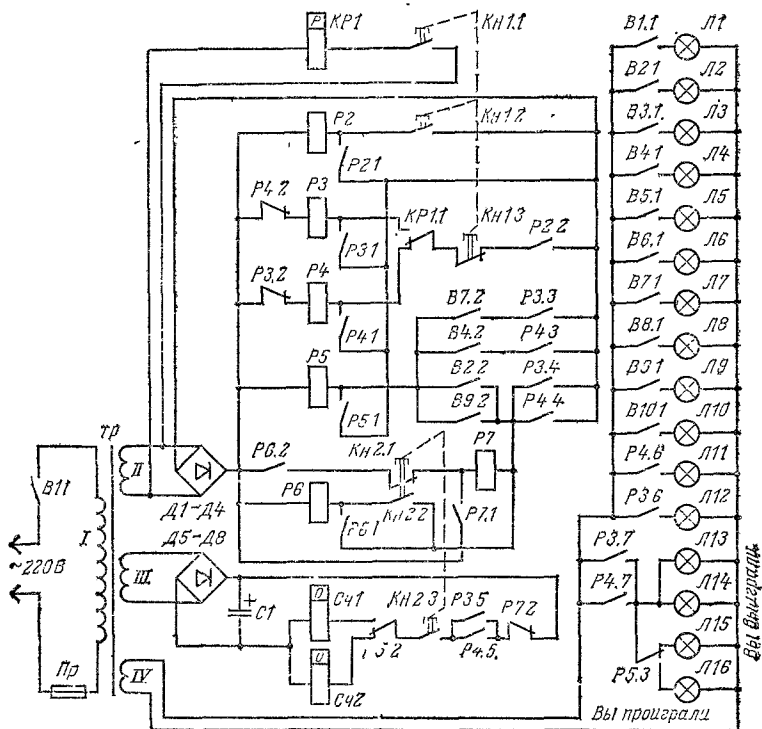 Р КР1 Кн1.1 В1.1 Л1
В2.1 Л2
Р2 Кн1.2 В3.1 Л3
Р2.1 В4.1 Л4
Р4.2 Р3 КР1.1 Кн1.3 Р2.2 В5.1 Л5
Р3.1 В6.1 Л6
Р3.2 Р4 В7.2 Р3.3 В7.1 Л7
Р4.1 В4.2 Р4.3 В8.1 Л8
Р5 В2.2 Р3.4 В9.1 Л9
Р5.1 В9.2 Р4.4 В10.1 Л10
Тр II Р6.2 Кн2.1 Р7 Р4.6 Л11
В11 I Д1-Д4 Р6 Кн2.2 Р6.1 Р7.1 Р3.6 Л12
~220В Д5-Д8 Р3.7 Л13
III С1 + О Сч1 Кн2.3 Р3.5 Р7.2 Р4.7 Л14
5.2 Р4.5 Л15
Пр IV О Сч2 Р5.3 Л16
Вы выиграли
Вы проиграли